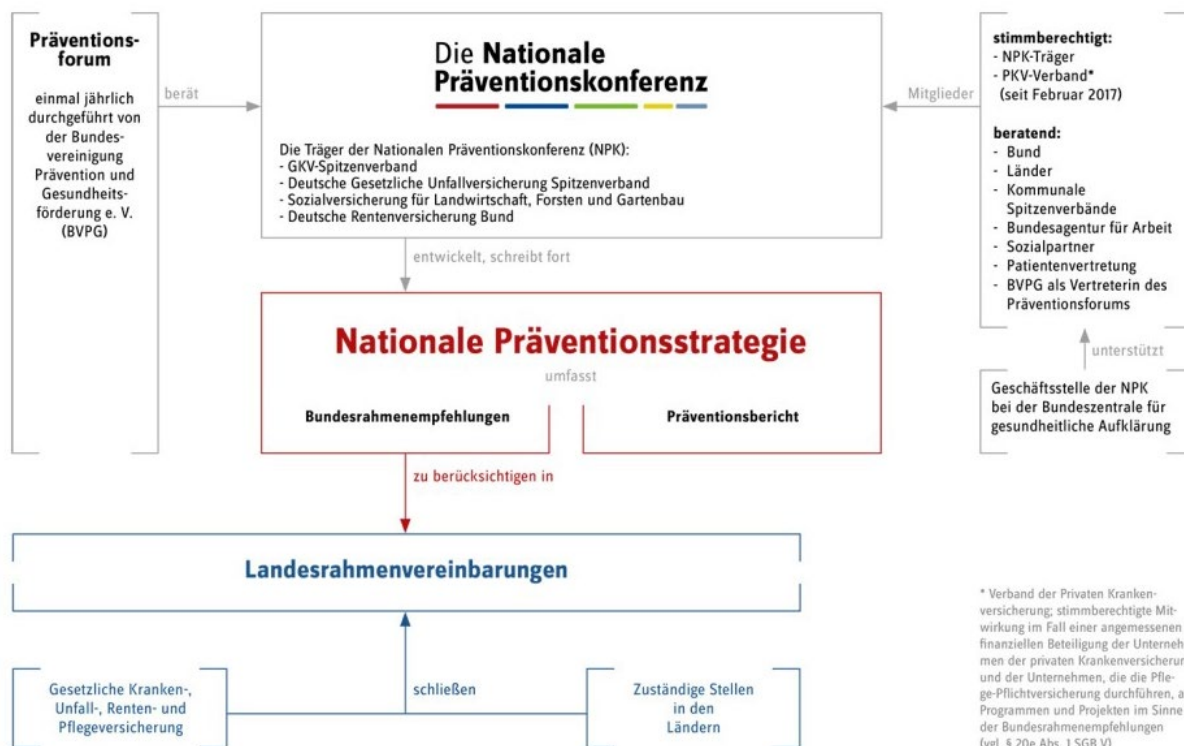 Präventions-
forum
einmal jährlich
durchgeführt von
der Bundes-
vereinigung
Prävention und
Gesundheits-
förderung e. V.
(BVPG)
berät
Die Nationale
Präventionskonferenz
Die Träger der Nationalen Präventionskonferenz (NPK):
- GKV-Spitzenverband
- Deutsche Gesetzliche Unfallversicherung Spitzenverband
- Sozialversicherung für Landwirtschaft, Forsten und Gartenbau
- Deutsche Rentenversicherung Bund
Mitglieder
stimmberechtigt:
- NPK-Träger
- PKV-Verband*
(seit Februar 2017)
beratend:
- Bund
- Länder
- Kommunale
Spitzenverbände
- Bundesagentur für Arbeit
- Sozialpartner
- Patientenvertretung
- BVPG als Vertreterin des
Präventionsforums
unterstützt
Geschäftsstelle der NPK
bei der Bundeszentrale für
gesundheitliche Aufklärung
entwickelt, schreibt fort
Nationale Präventionsstrategie
umfasst
Bundesrahmenempfehlungen
Präventionsbericht
zu berücksichtigen in
Landesrahmenvereinbarungen
Gesetzliche Kranken-,
Unfall-, Renten- und
Pflegeversicherung
schließen
Zuständige Stellen
in den
Ländern
* Verband der Privaten Kranken-
versicherung; stimmberechtigte Mit-
wirkung im Fall einer angemessenen
finanziellen Beteiligung der Unterneh
men der privaten Krankenversicherun
und der Unternehmen, die die Pfle-
ge-Pflichtversicherung durchführen, a
Programmen und Projekten im Sinne
der Bundesrahmenempfehlungen
(vgl. § 20e Abs. 1 SGB V)